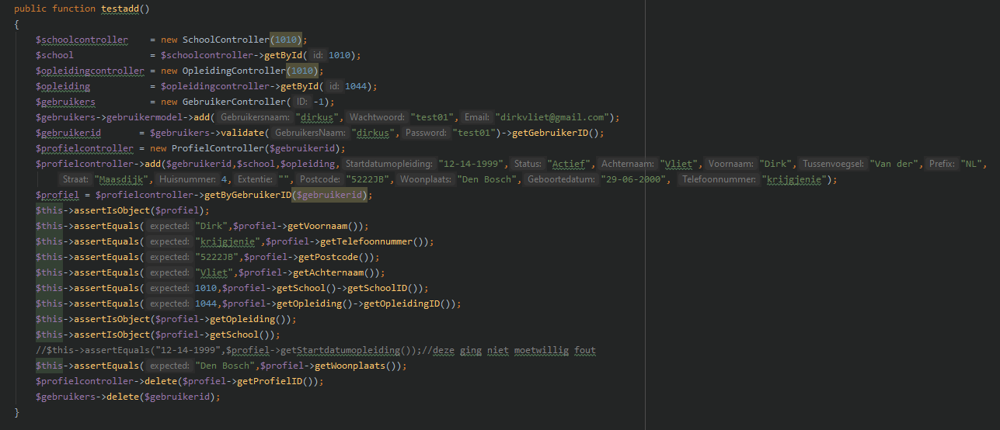 public function testadd()
{
$schoolcontroller = new SchoolController(1010);
$school = $schoolcontroller->getById( id: 1010);
$opleidingcontroller = new OpleidingController(1010);
$opleiding = $opleidingcontroller->getById( id: 1044);
$gebruikers = new GebruikerController( ID: -1);
$gebruikers->gebruikermodel->add( Gebruikersnaam: "dirkus", Wachtwoord: "test01", Email: "dirkvliet@gmail.com");
$gebruikerid = $gebruikers->validate( GebruikersNaam: "dirkus", Password: "test01")->getGebruikerID();
$profielcontroller = new ProfielController($gebruikerid);
$profielcontroller->add($gebruikerid,$school,$opleiding, Startdatumopleiding: "12-14-1999", Status: "Actief", Achternaam: "Vliet", Voornaam: "Dirk", Tussenvoegsel: "Van der", Prefix: "NL",
Straat: "Maasdijk", Huisnummer: 4, Extentie: "", Postcode: "5222JB", Woonplaats: "Den Bosch", Geboortedatum: "29-06-2000", Telefoonnummer: "krijgjenie");
$profiel = $profielcontroller->getByGebruikerID($gebruikerid);
$this->assertIsObject($profiel);
$this->assertEquals( expected: "Dirk",$profiel->getVoornaam());
$this->assertEquals( expected: "krijgjenie",$profiel->getTelefoonnummer());
$this->assertEquals( expected: "5222JB",$profiel->getPostcode());
$this->assertEquals( expected: "Vliet",$profiel->getAchternaam());
$this->assertEquals( expected: 1010,$profiel->getSchool()->getSchoolID());
$this->assertEquals( expected: 1044,$profiel->getOpleiding()->getOpleidingID());
$this->assertIsObject($profiel->getOpleiding());
$this->assertIsObject($profiel->getSchool());
//$this->assertEquals("12-14-1999",$profiel->getStartdatumopleiding());//deze ging niet moetwillig fout
$this->assertEquals( expected: "Den Bosch",$profiel->getWoonplaats());
$profielcontroller->delete($profiel->getProfielID());
$gebruikers->delete($gebruikerid);
}